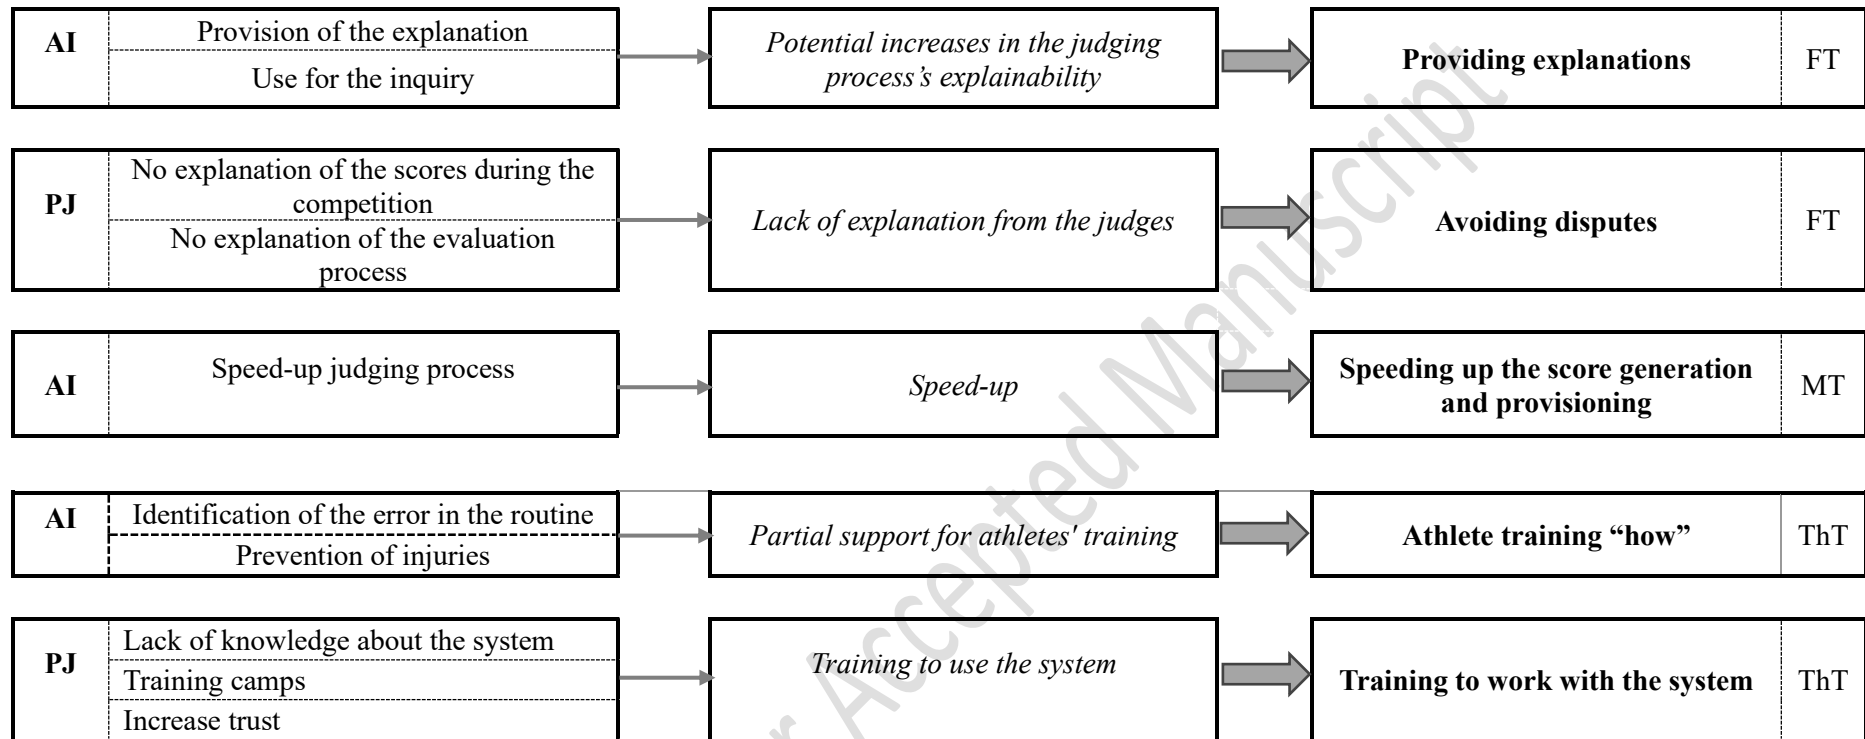 AI
Provision of the explanation
Use for the inquiry
Potential increases in the judging
process’s explainability
Providing explanations
FT
PJ
No explanation of the scores during the
competition
No explanation of the evaluation
process
Lack of explanation from the judges
Avoiding disputes
FT
AI
Speed-up judging process
Speed-up
Speeding up the score generation
and provisioning
MT
AI
Identification of the error in the routine
Prevention of injuries
Partial support for athletes' training
Athlete training “how”
ThT
PJ
Lack of knowledge about the system
Training camps
Increase trust
Training to use the system
Training to work with the system
ThT
Accepted Manuscript